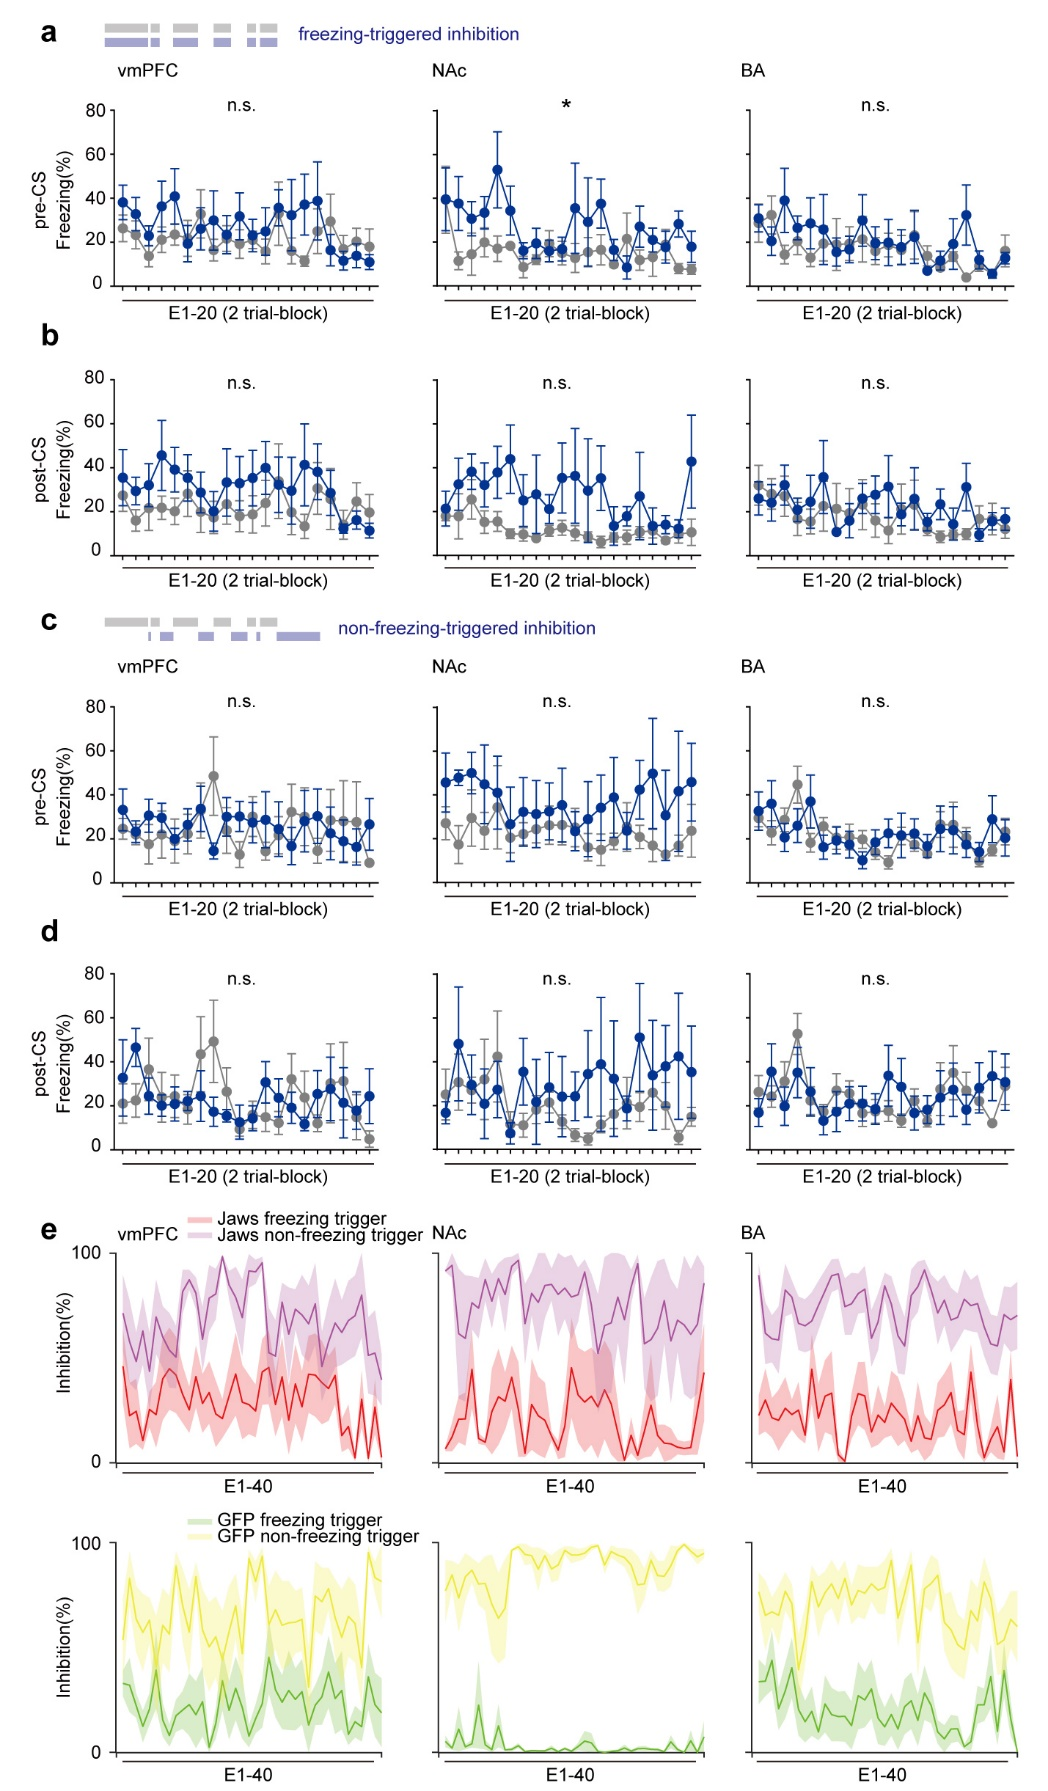 a
freezing-triggered inhibition
vmPFC
NAc
BA
n.s.
*
n.s.
pre-CS
Freezing(%)
80
60
40
20
0
E1-20 (2 trial-block)
E1-20 (2 trial-block)
E1-20 (2 trial-block)
b
n.s.
n.s.
n.s.
post-CS
Freezing(%)
80
60
40
20
0
E1-20 (2 trial-block)
E1-20 (2 trial-block)
E1-20 (2 trial-block)
c
non-freezing-triggered inhibition
vmPFC
NAc
BA
n.s.
n.s.
n.s.
pre-CS
Freezing(%)
80
60
40
20
0
E1-20 (2 trial-block)
E1-20 (2 trial-block)
E1-20 (2 trial-block)
d
n.s.
n.s.
n.s.
post-CS
Freezing(%)
80
60
40
20
0
E1-20 (2 trial-block)
E1-20 (2 trial-block)
E1-20 (2 trial-block)
e
vmPFC
Jaws freezing trigger
Jaws non-freezing trigger
NAc
BA
Inhibition(%)
100
0
E1-40
E1-40
E1-40
GFP freezing trigger
GFP non-freezing trigger
Inhibition(%)
100
0
E1-40
E1-40
E1-40